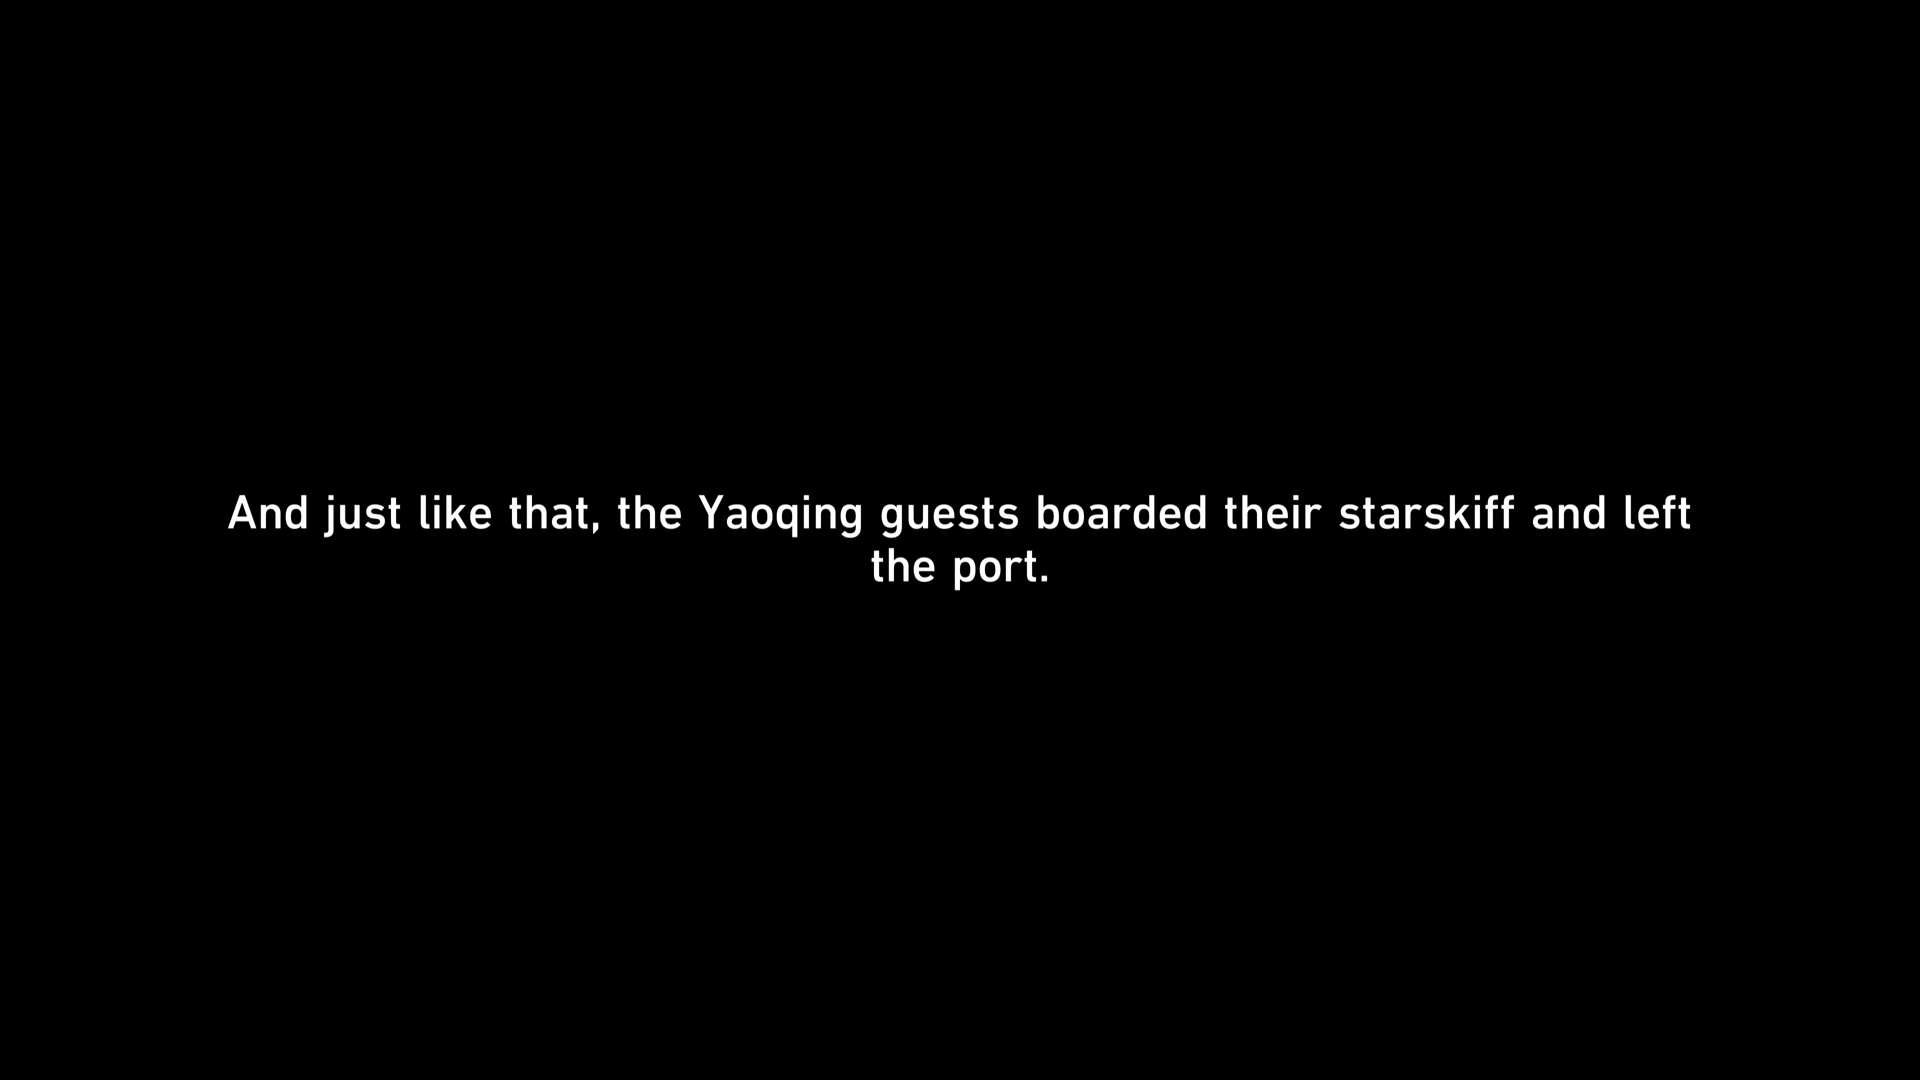 And just like that, the Yaoqing guests boarded their starskiff and left
the port.